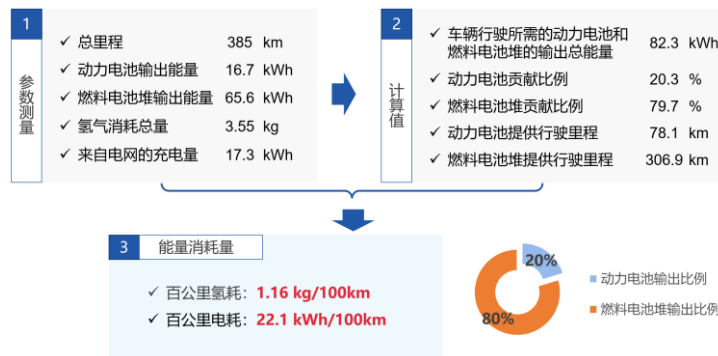 1
参数测量
✓ 总里程 385 km
✓ 动力电池输出能量 16.7 kWh
✓ 燃料电池堆输出能量 65.6 kWh
✓ 氢气消耗总量 3.55 kg
✓ 来自电网的充电量 17.3 kWh
2
计算值
✓ 车辆行驶所需的动力电池和
燃料电池堆的输出总能量 82.3 kWh
✓ 动力电池贡献比例 20.3 %
✓ 燃料电池堆贡献比例 79.7 %
✓ 动力电池提供行驶里程 78.1 km
✓ 燃料电池堆提供行驶里程 306.9 km
3 能量消耗量
✓ 百公里氢耗：1.16 kg/100km
✓ 百公里电耗：22.1 kWh/100km
20%
80%
动力电池输出比例
燃料电池堆输出比例